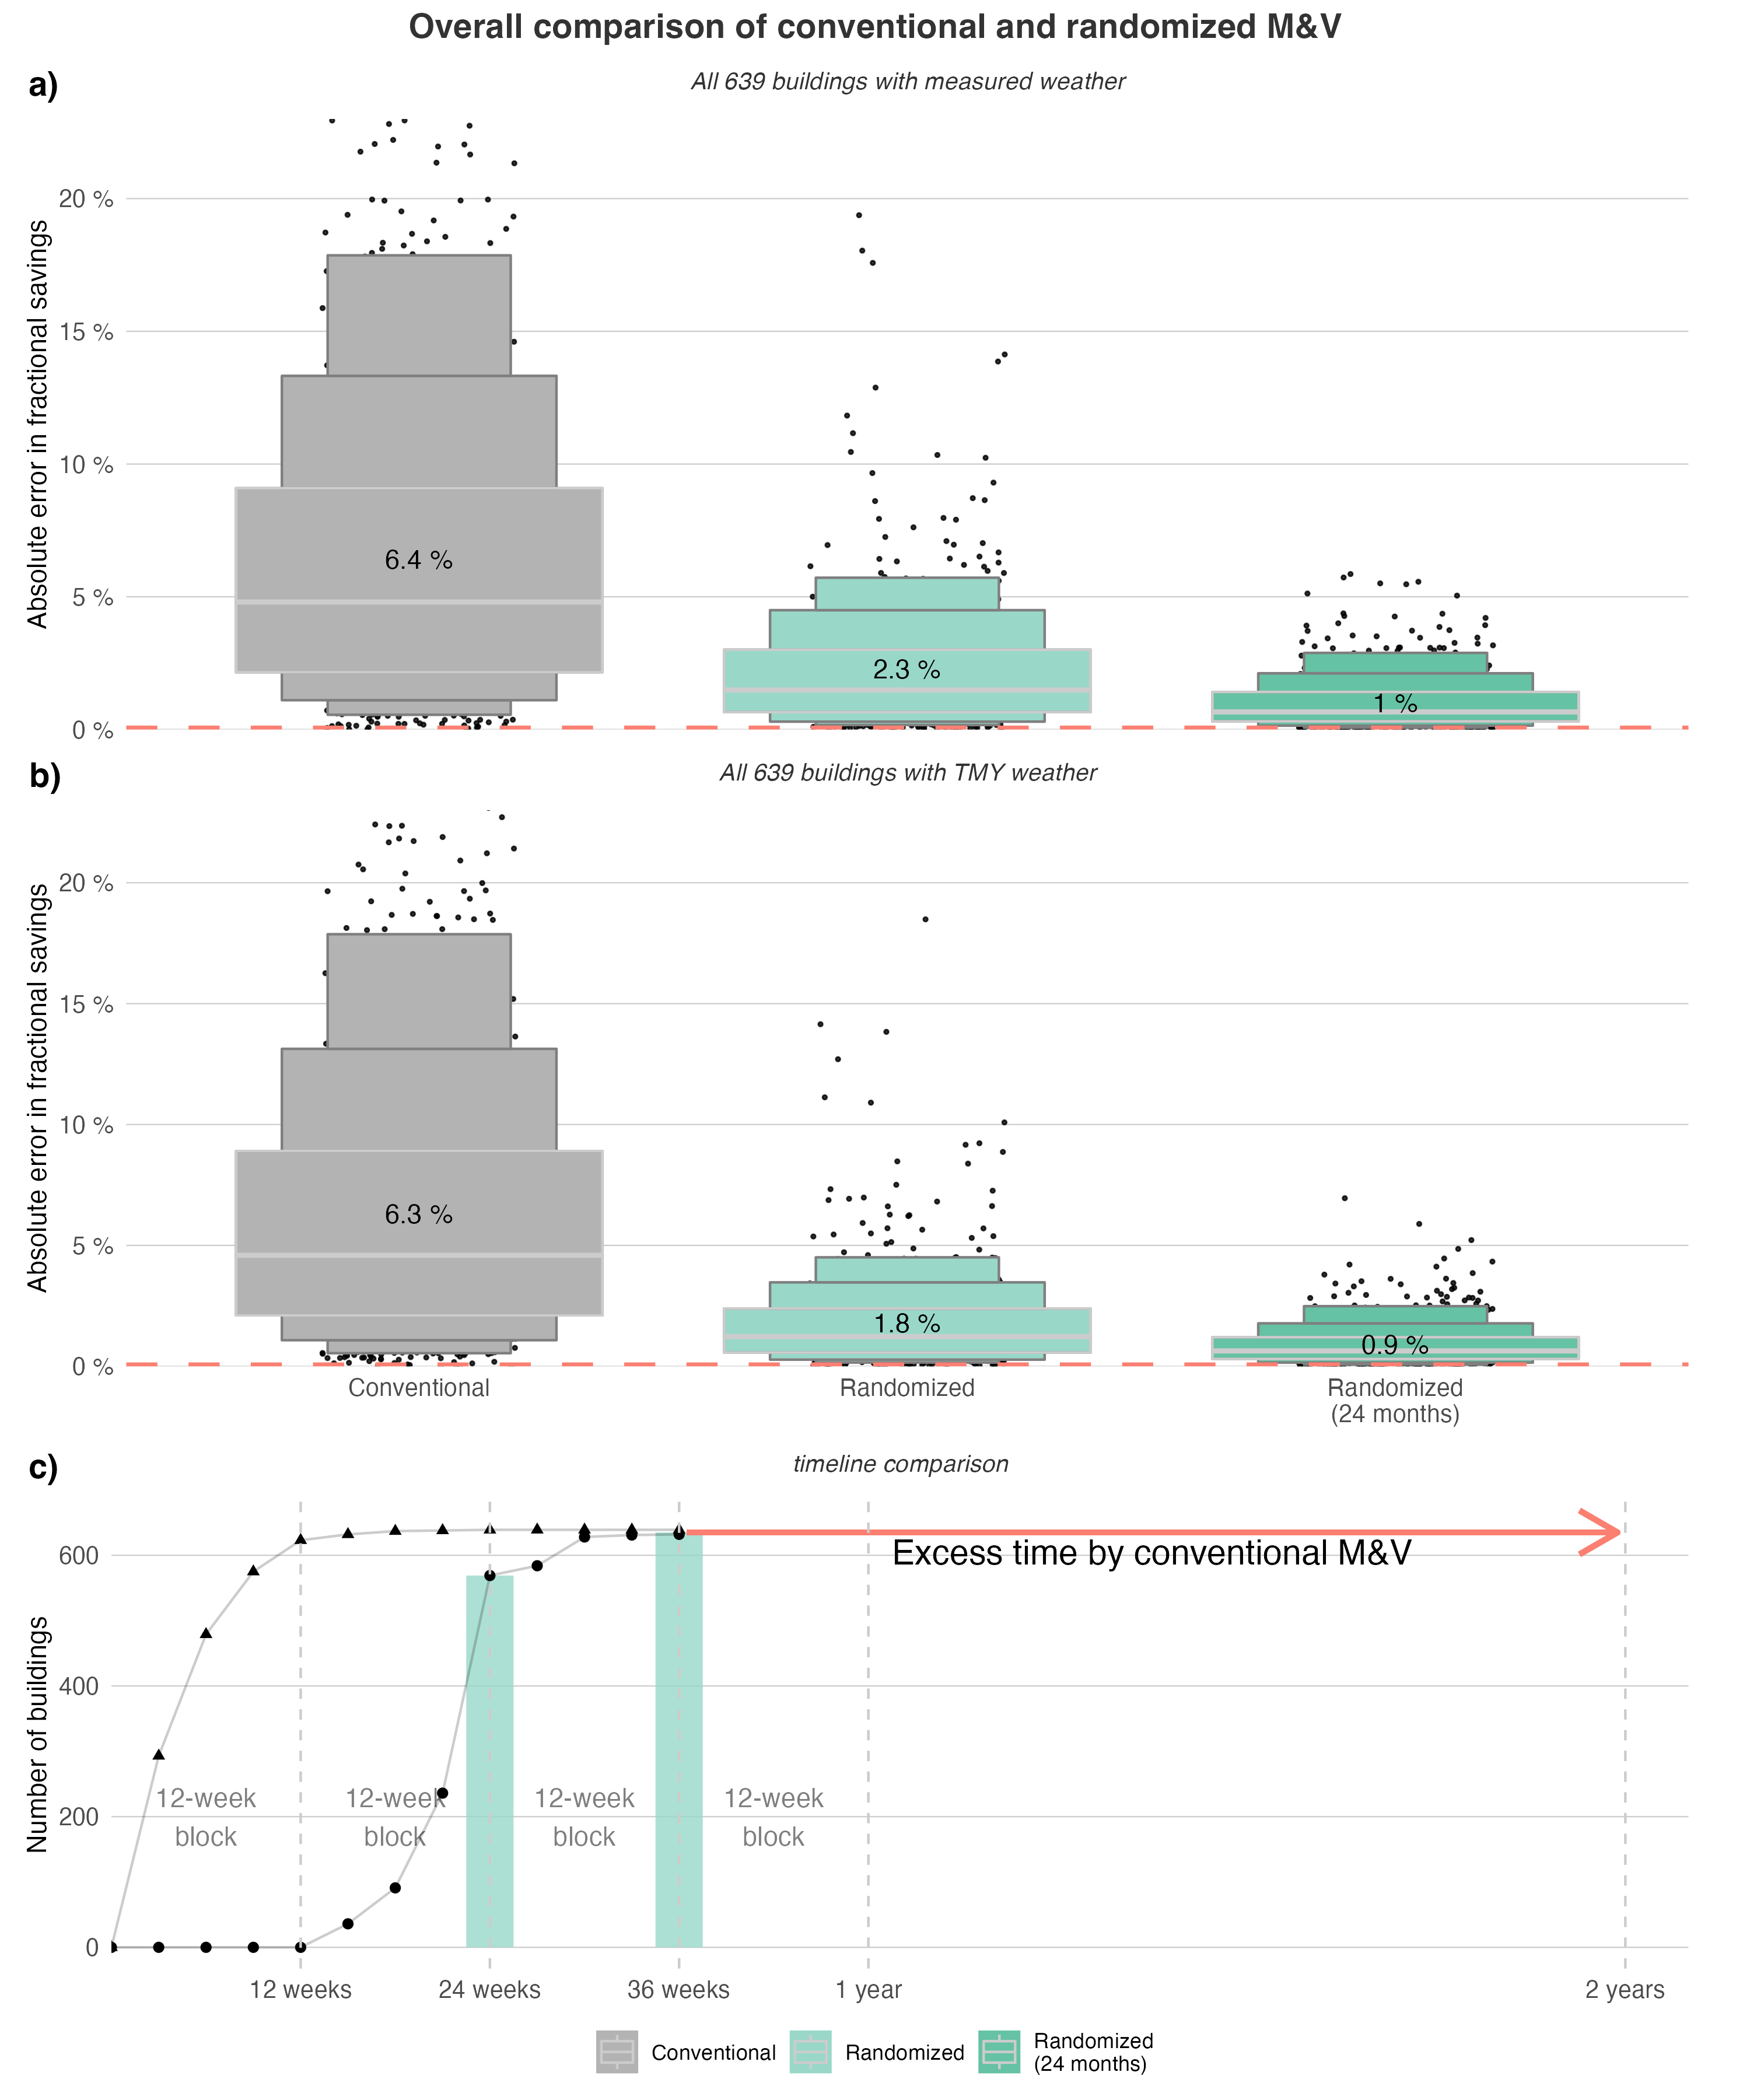 Overall comparison of conventional and randomized M&V
a)
All 639 buildings with measured weather
Absolute error in fractional savings
20 %
15 %
10 %
5 %
0 %
6.4 %
2.3 %
1 %
b)
All 639 buildings with TMY weather
Absolute error in fractional savings
20 %
15 %
10 %
5 %
0 %
6.3 %
1.8 %
0.9 %
Conventional
Randomized
Randomized
(24 months)
c)
timeline comparison
Number of buildings
600
400
200
0
Excess time by conventional M&V
12-week
block
12-week
block
12-week
block
12-week
block
12 weeks
24 weeks
36 weeks
1 year
2 years
Conventional
Randomized
Randomized
(24 months)